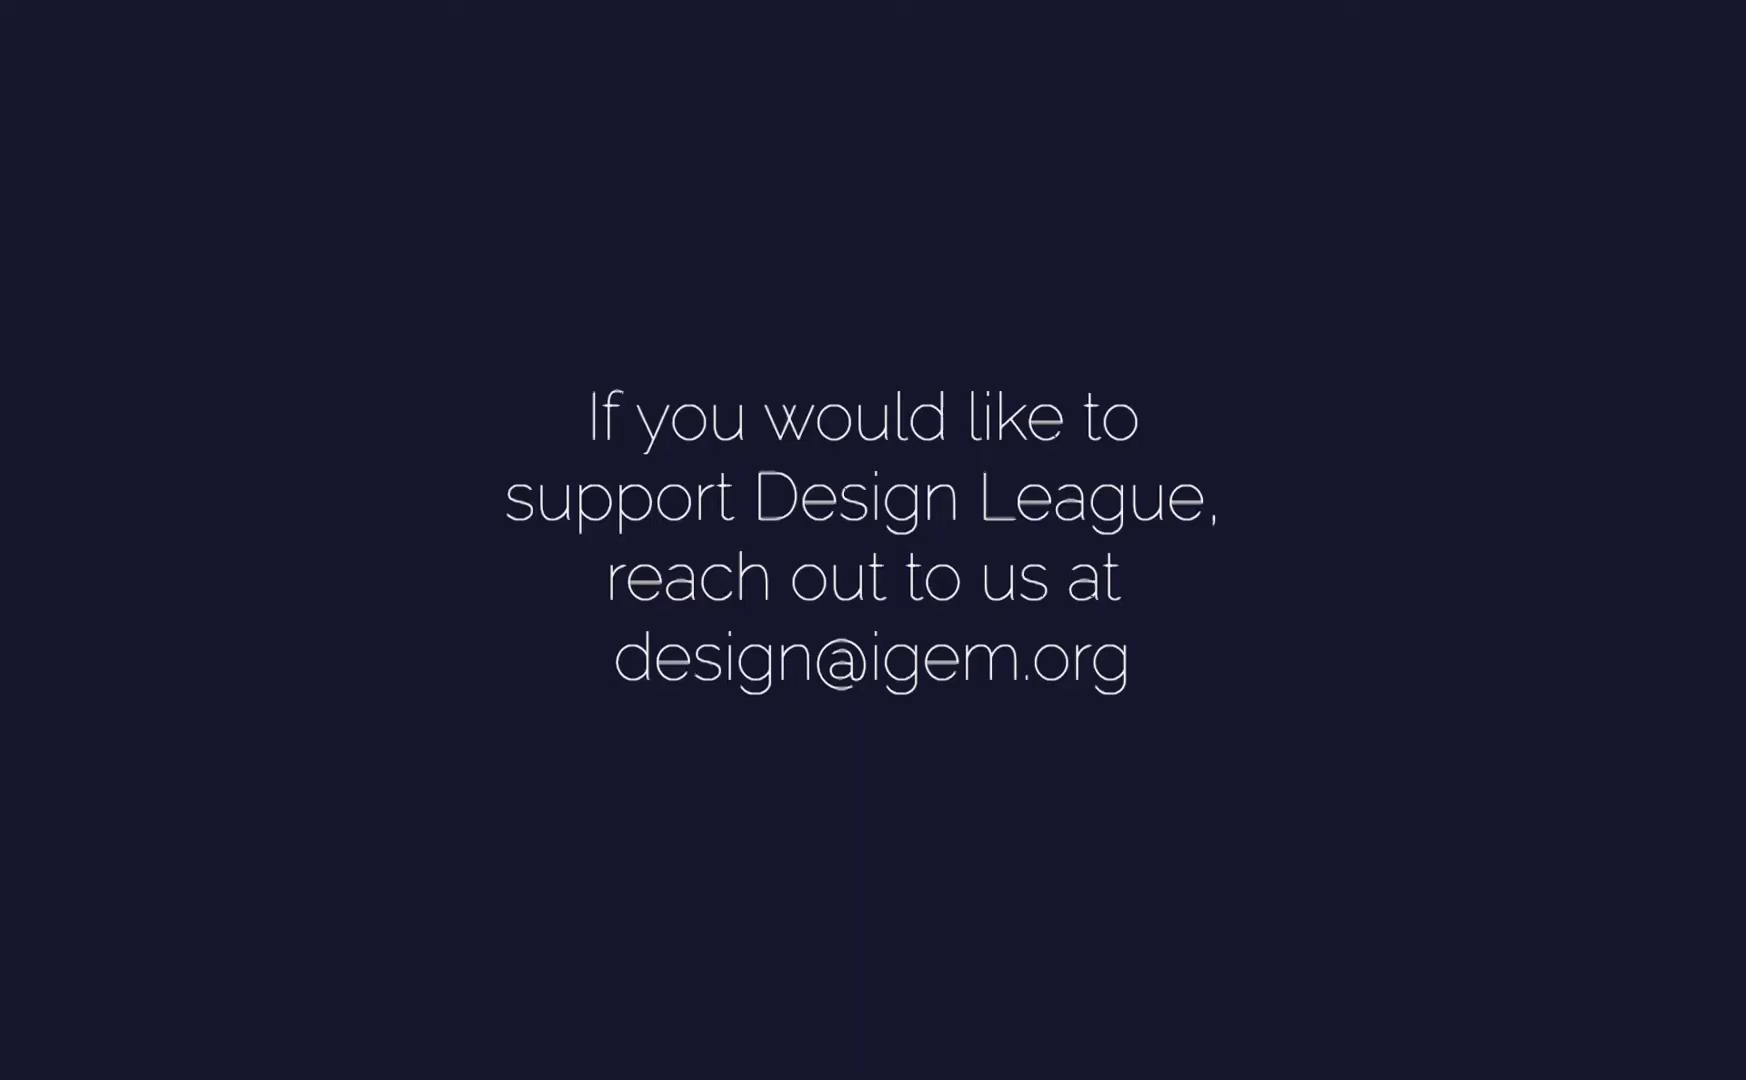 If you would like to
support Design League,
reach out to us at
design@igem.org